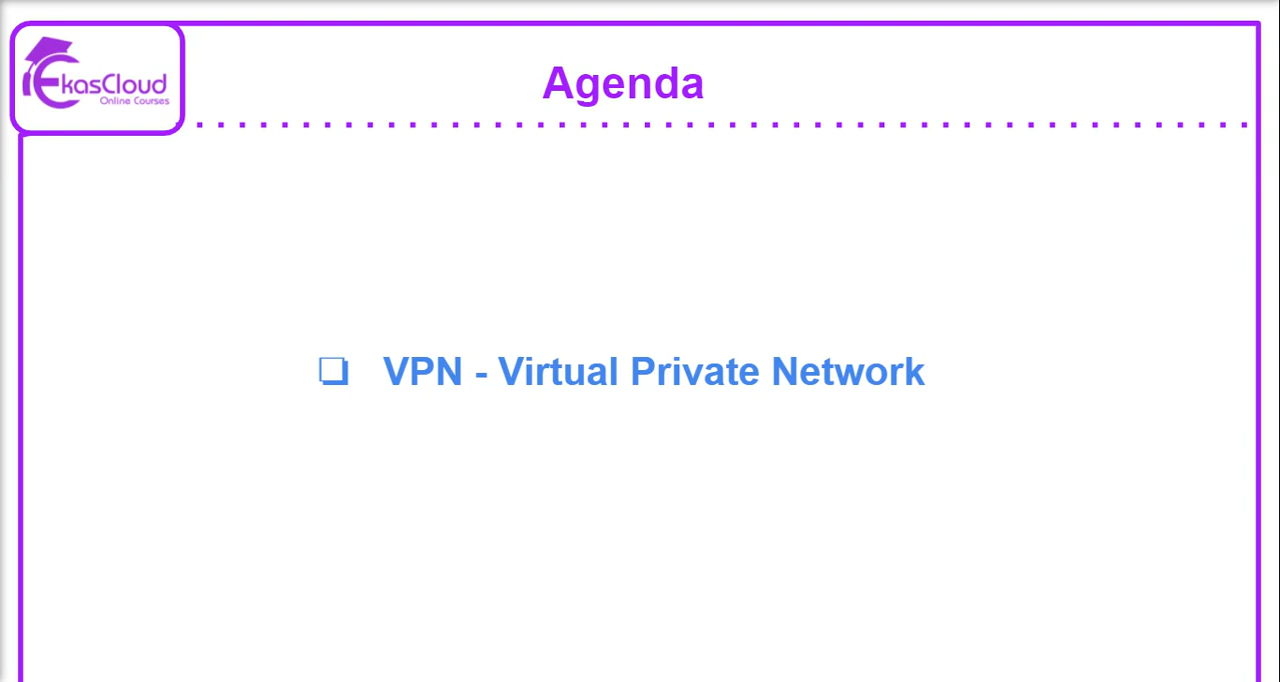 EkasCloud
Online Courses
Agenda
❏ VPN - Virtual Private Network